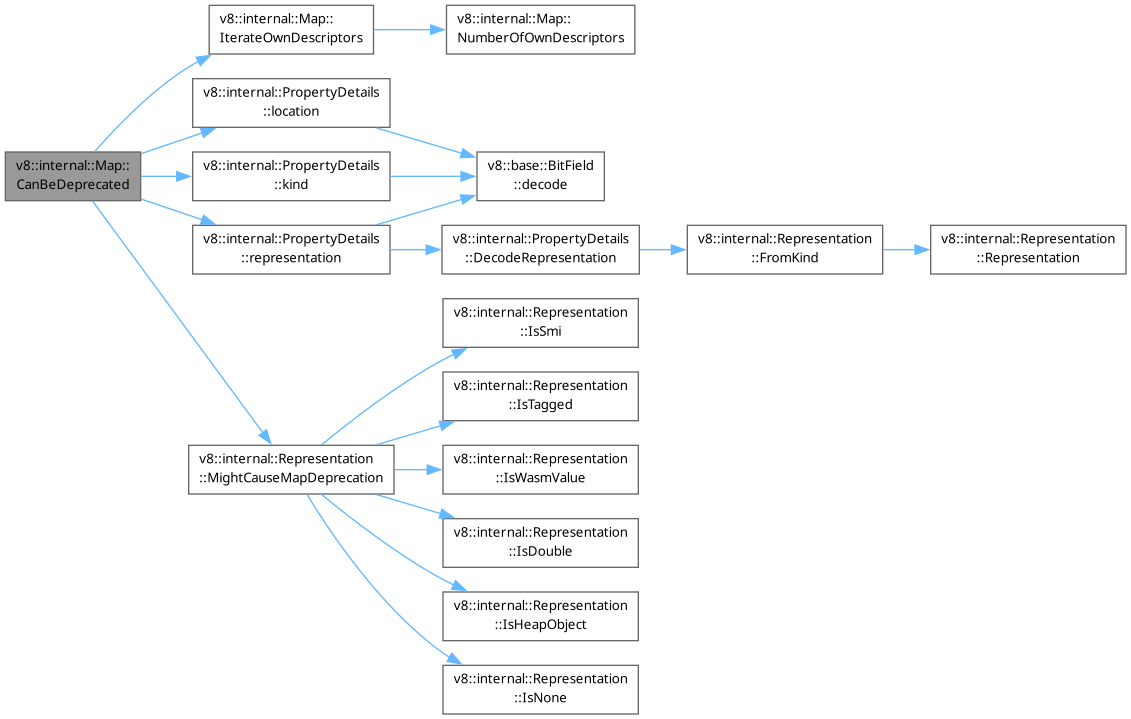 v8::internal::Map::
IterateOwnDescriptors
v8::internal::Map::
NumberOfOwnDescriptors
v8::internal::PropertyDetails
::location
v8::internal::Map::
CanBeDeprecated
v8::internal::PropertyDetails
::kind
v8::base::BitField
::decode
v8::internal::PropertyDetails
::representation
v8::internal::PropertyDetails
::DecodeRepresentation
v8::internal::Representation
::FromKind
v8::internal::Representation
::Representation
v8::internal::Representation
::IsSmi
v8::internal::Representation
::IsTagged
v8::internal::Representation
::MightCauseMapDeprecation
v8::internal::Representation
::IsWasmValue
v8::internal::Representation
::IsDouble
v8::internal::Representation
::IsHeapObject
v8::internal::Representation
::IsNone